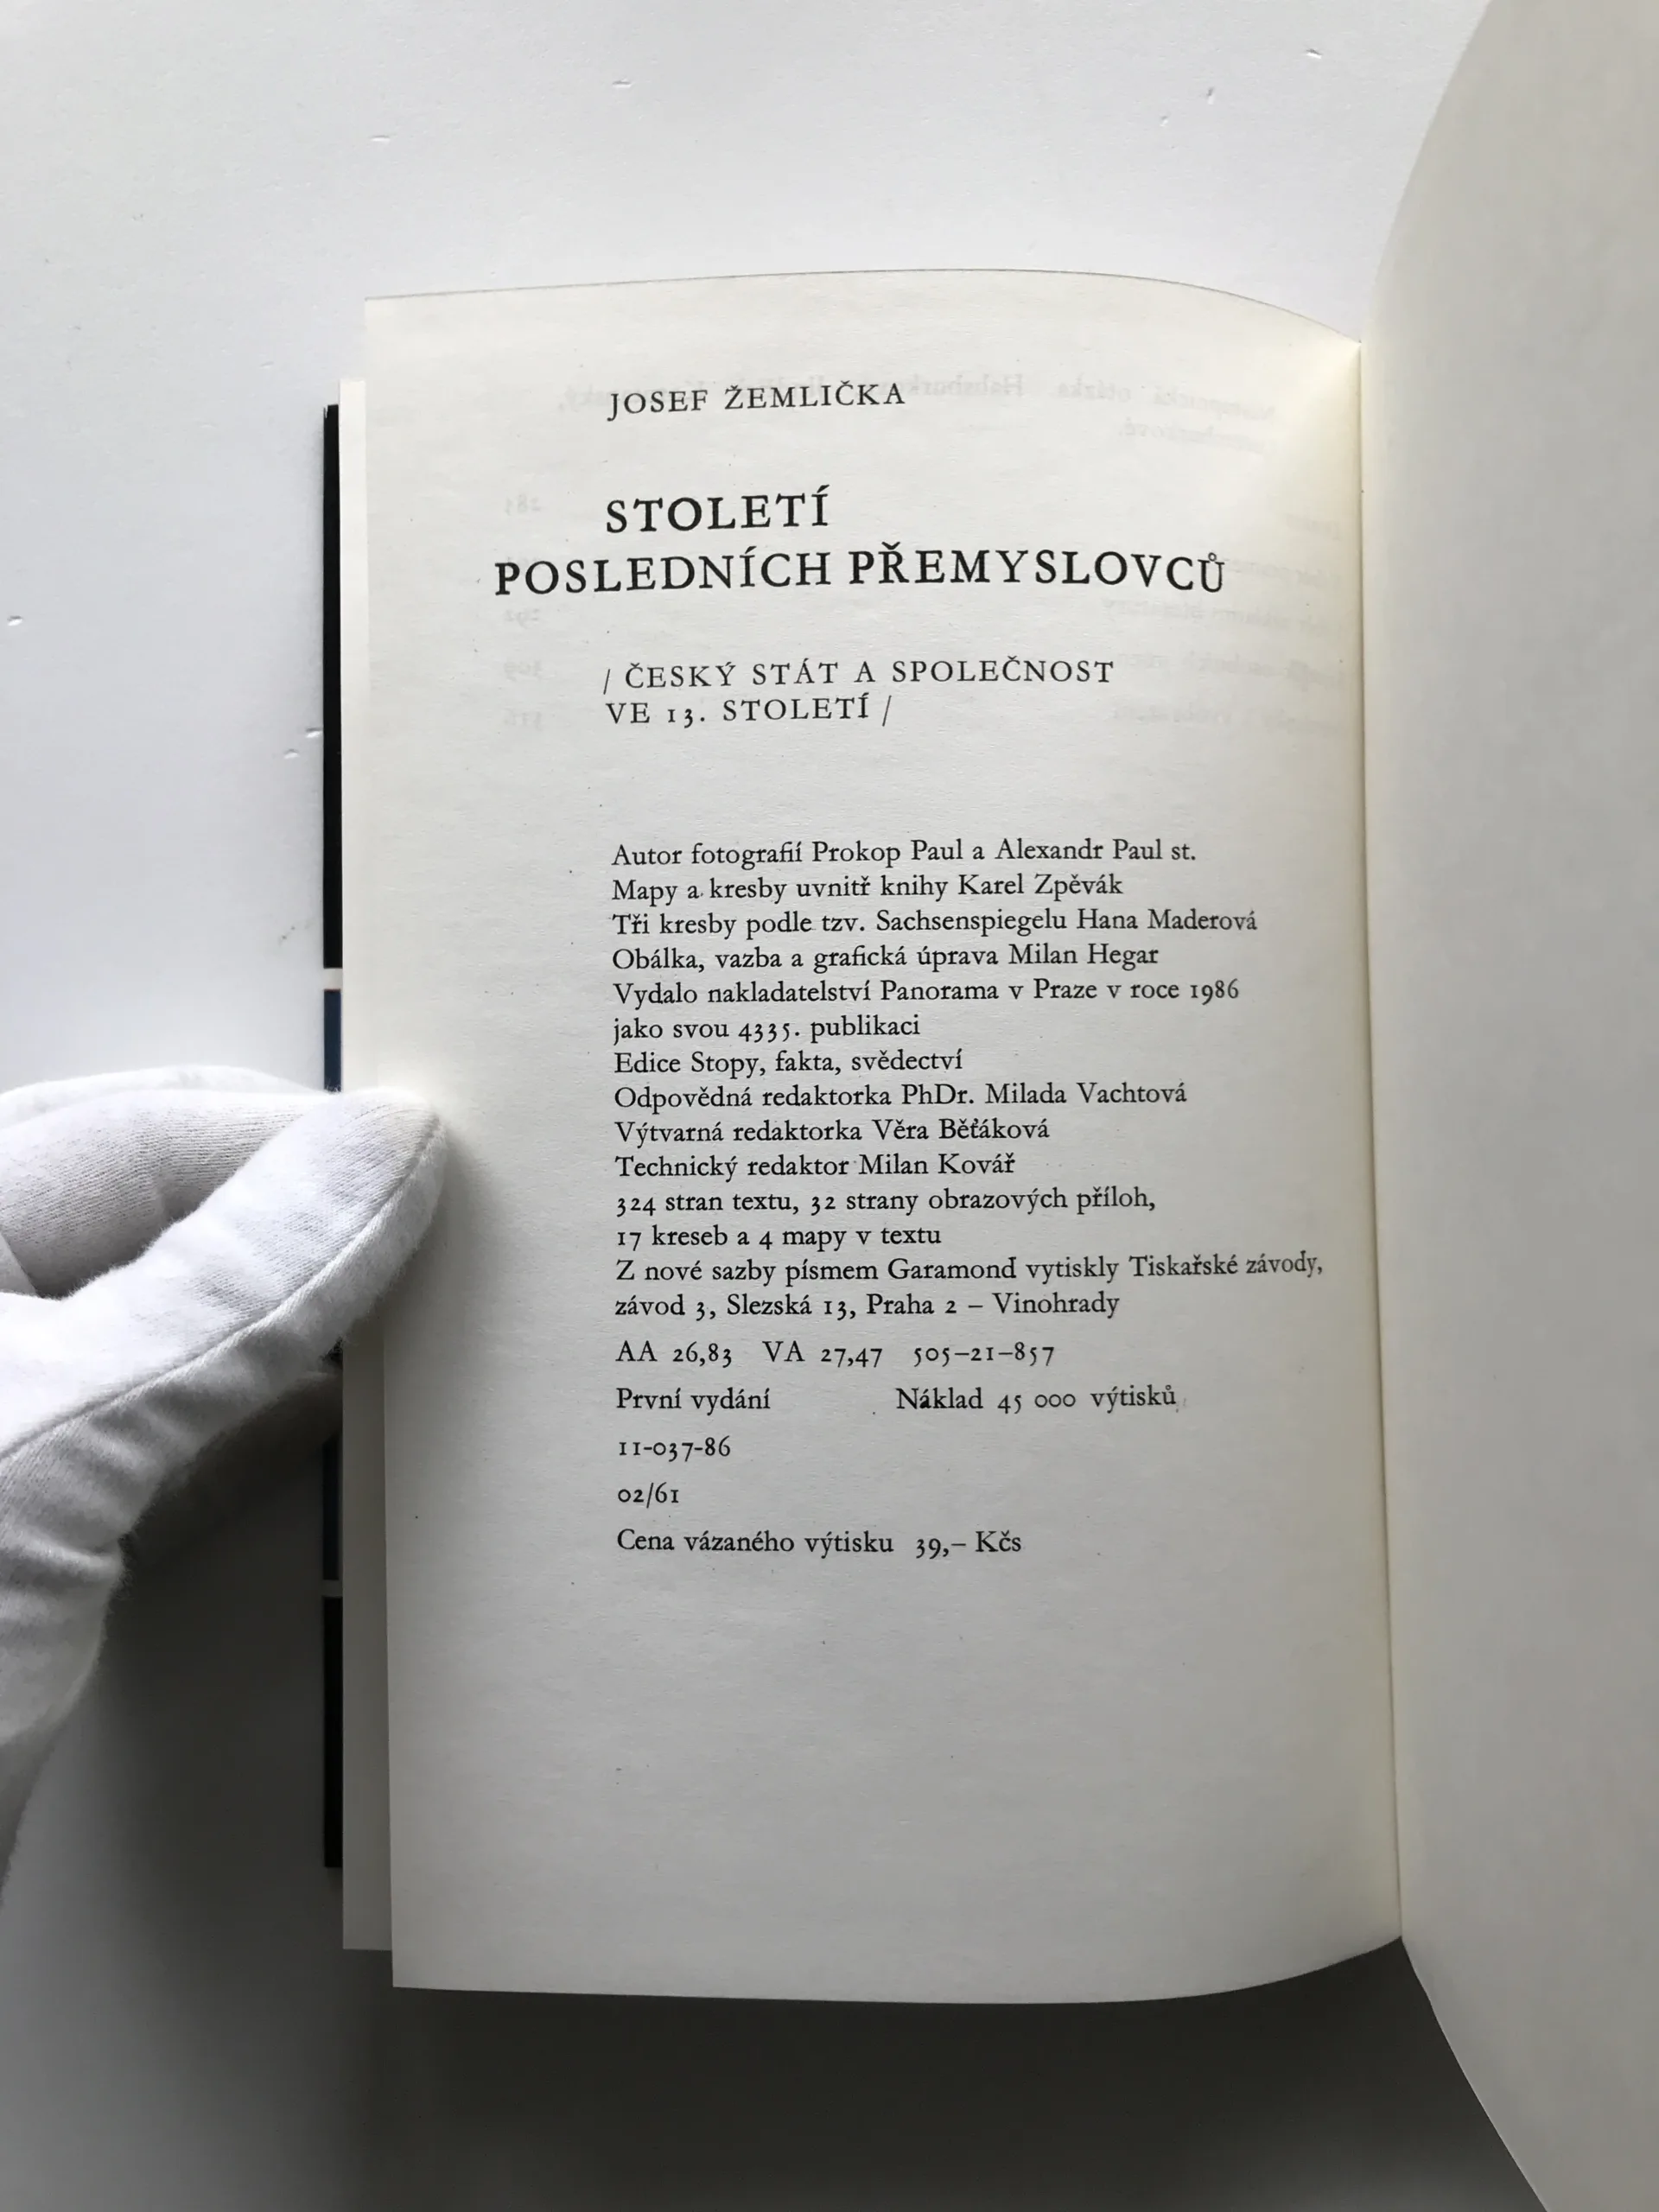 JOSEF ŽEMLIČKA
STOLETÍ
POSLEDNÍCH PŘEMYSLOVCŮ
/ ČESKÝ STÁT A SPOLEČNOST
VE 13. STOLETÍ /
Autor fotografií Prokop Paul a Alexandr Paul st.
Mapy a kresby uvnitř knihy Karel Zpěvák
Tři kresby podle tzv. Sachsenspiegelu Hana Maderová
Obálka, vazba a grafická úprava Milan Hegar
Vydalo nakladatelství Panorama v Praze v roce 1986
jako svou 4335. publikaci
Edice Stopy, fakta, svědectví
Odpovědná redaktorka PhDr. Milada Vachtová
Výtvarná redaktorka Věra Běťáková
Technický redaktor Milan Kovář
324 stran textu, 32 strany obrazových příloh,
17 kreseb a 4 mapy v textu
Z nové sazby písmem Garamond vytiskly Tiskařské závody,
závod 3, Slezská 13, Praha 2 – Vinohrady
AA 26,83 VA 27,47 505–21–857
První vydání Náklad 45 000 výtisků
11-037-86
02/61
Cena vázaného výtisku 39,– Kčs